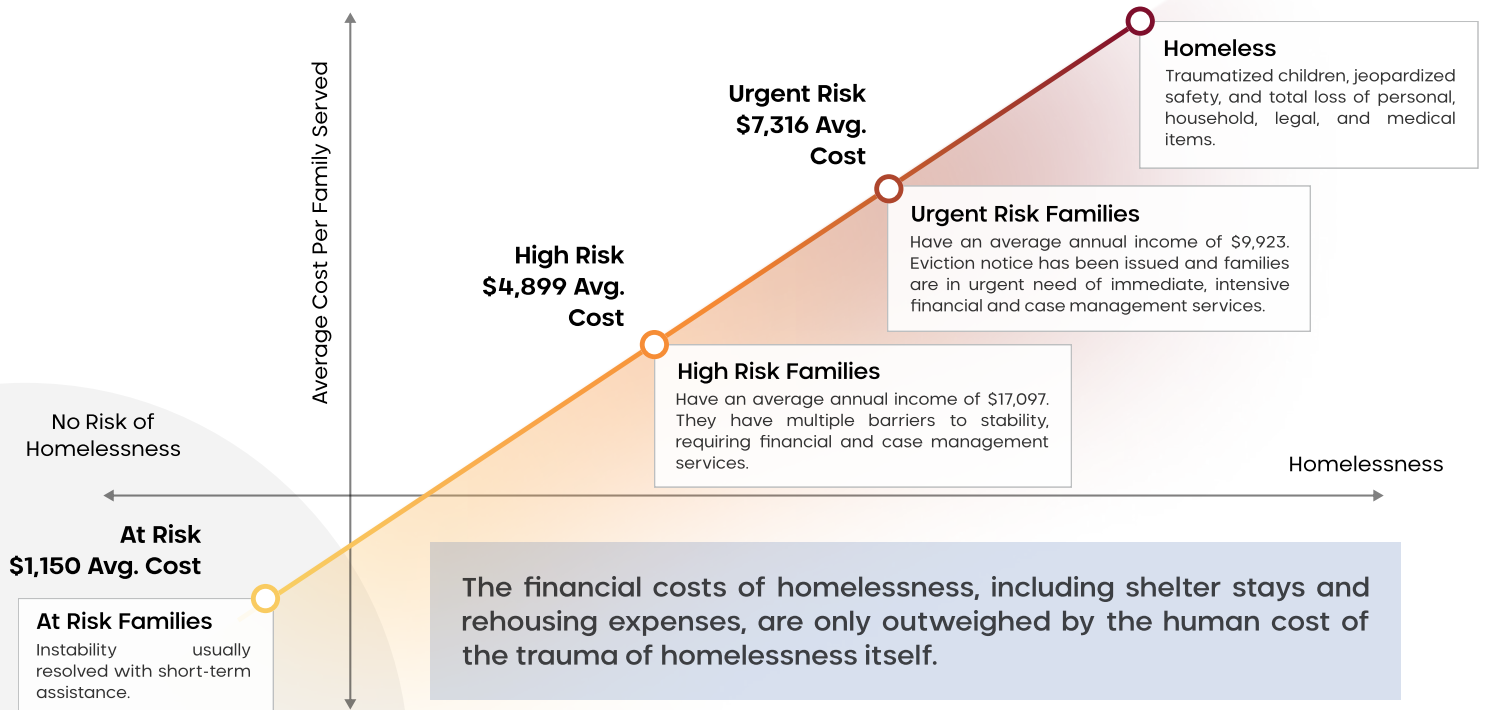 Average Cost Per Family Served
Homeless
Traumatized children, jeopardized
safety, and total loss of personal,
household, legal, and medical
items.
Urgent Risk
$7,316 Avg.
Cost
Urgent Risk Families
Have an average annual income of $9,923.
Eviction notice has been issued and families
are in urgent need of immediate, intensive
financial and case management services.
High Risk
$4,899 Avg.
Cost
High Risk Families
Have an average annual income of $17,097.
They have multiple barriers to stability,
requiring financial and case management
services.
No Risk of
Homelessness
Homelessness
At Risk
$1,150 Avg. Cost
At Risk Families
Instability usually
resolved with short-term
assistance.
The financial costs of homelessness, including shelter stays and
rehousing expenses, are only outweighed by the human cost of
the trauma of homelessness itself.